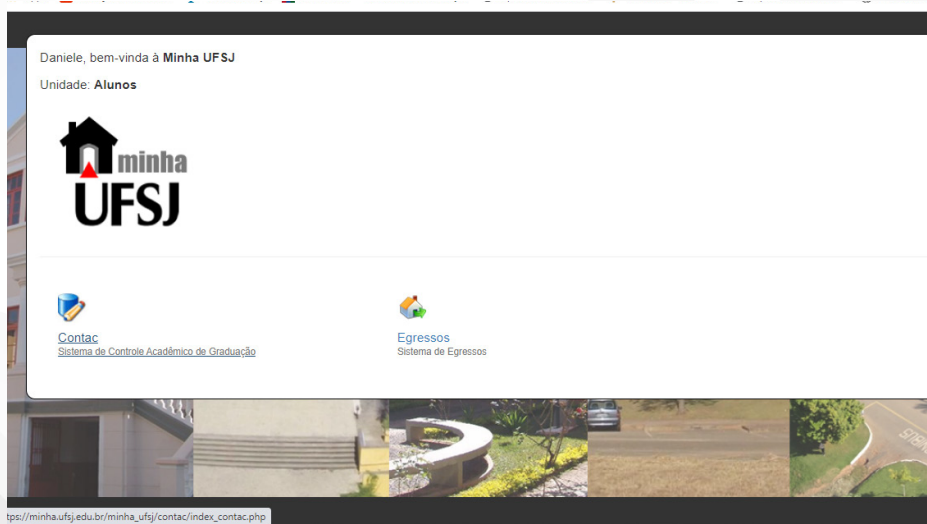 Daniele, bem-vinda à Minha UFSJ
Unidade: Alunos
minha
UFSJ
Contac
Sistema de Controle Acadêmico de Graduação
Egressos
Sistema de Egressos
tps://minha.ufsj.edu.br/minha_ufsj/contac/index_contac.php